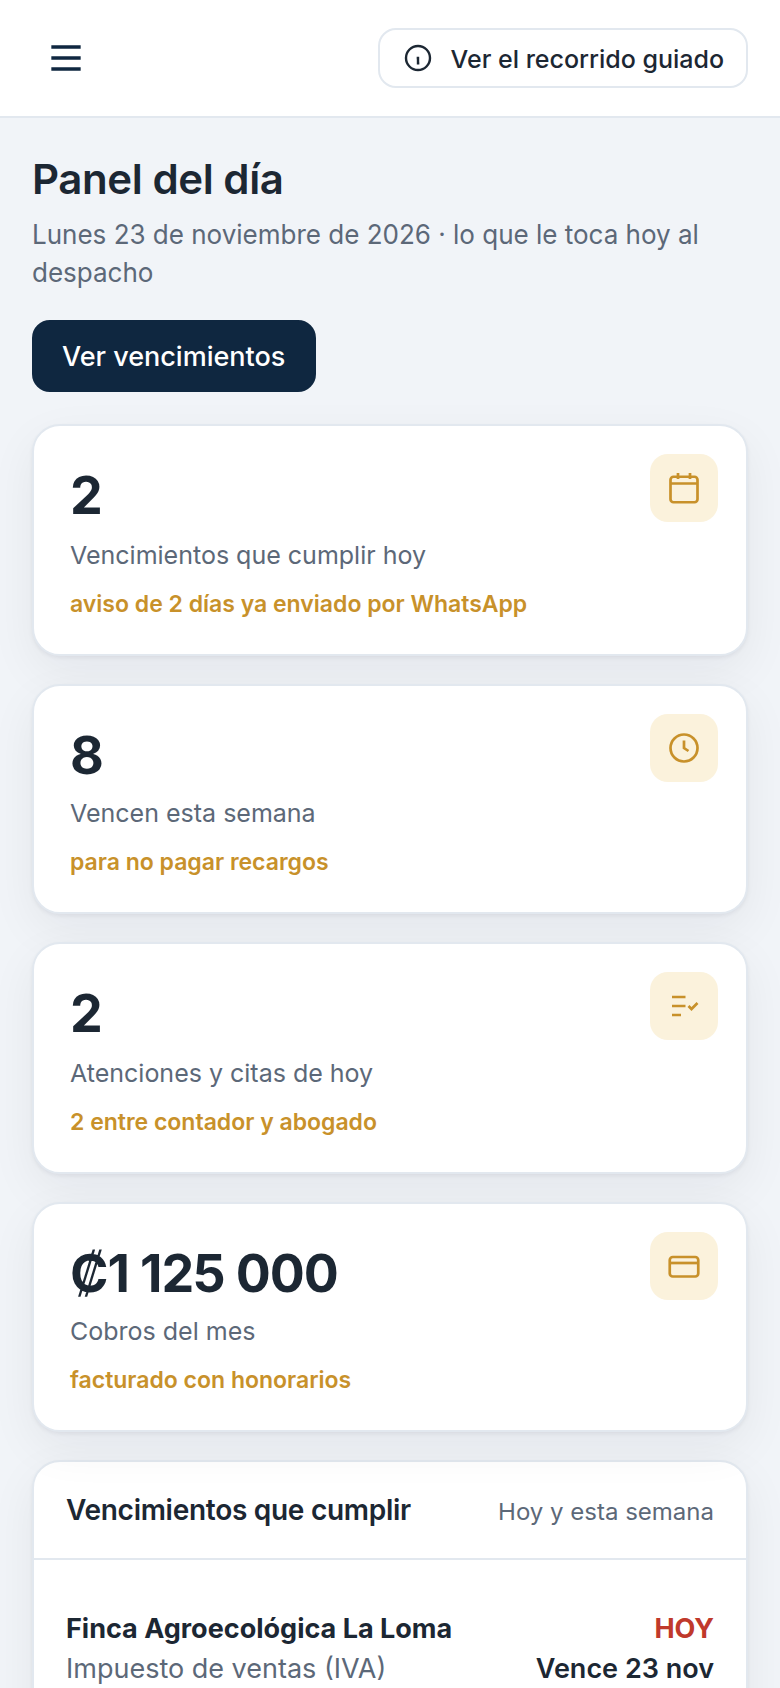 Ver el recorrido guiado
Panel del día
Lunes 23 de noviembre de 2026 · lo que le toca hoy al
despacho
Ver vencimientos
2
Vencimientos que cumplir hoy
aviso de 2 días ya enviado por WhatsApp
8
Vencen esta semana
para no pagar recargos
2
Atenciones y citas de hoy
2 entre contador y abogado
₡1 125 000
Cobros del mes
facturado con honorarios
Vencimientos que cumplir
Hoy y esta semana
Finca Agroecológica La Loma
HOY
Impuesto de ventas (IVA)
Vence 23 nov